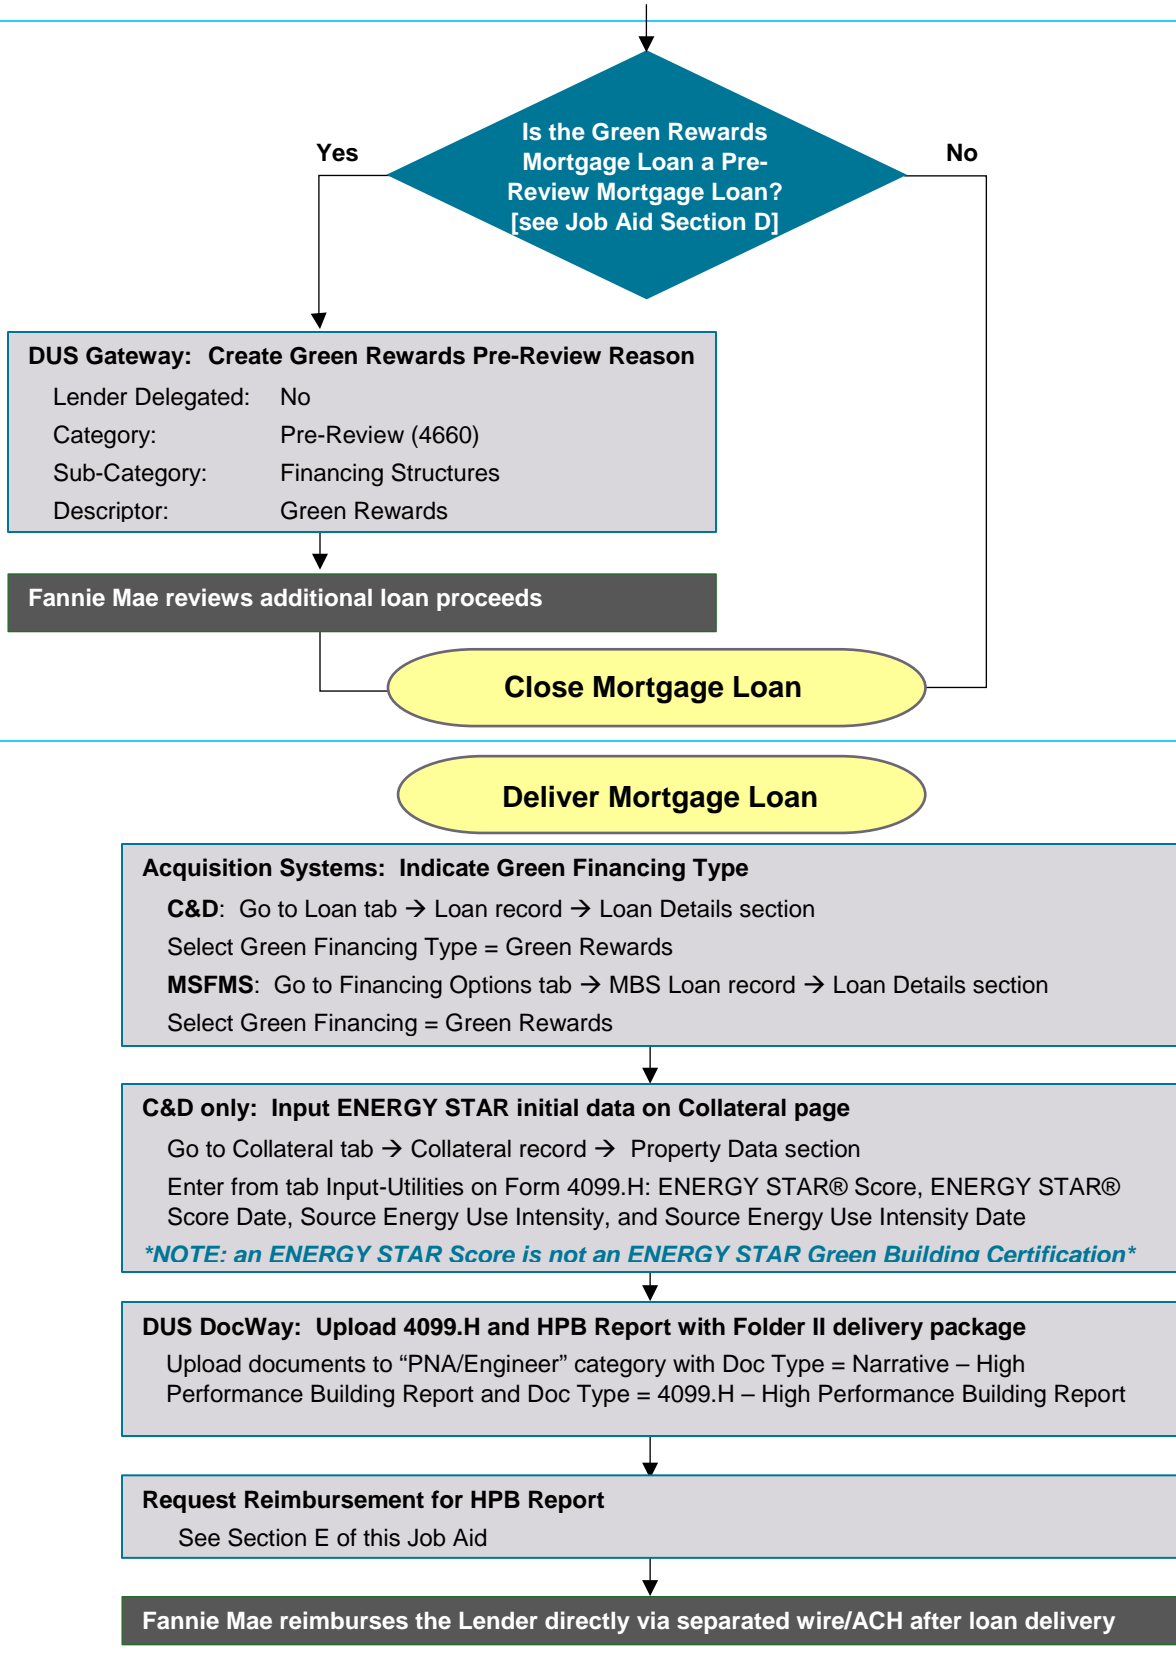 Is the Green Rewards
Mortgage Loan a Pre-
Review Mortgage Loan?
[see Job Aid Section D]
Yes
No
DUS Gateway: Create Green Rewards Pre-Review Reason
Lender Delegated: No
Category: Pre-Review (4660)
Sub-Category: Financing Structures
Descriptor: Green Rewards
Fannie Mae reviews additional loan proceeds
Close Mortgage Loan
Deliver Mortgage Loan
Acquisition Systems: Indicate Green Financing Type
C&D: Go to Loan tab → Loan record → Loan Details section
Select Green Financing Type = Green Rewards
MSFMS: Go to Financing Options tab → MBS Loan record → Loan Details section
Select Green Financing = Green Rewards
C&D only: Input ENERGY STAR initial data on Collateral page
Go to Collateral tab → Collateral record → Property Data section
Enter from tab Input-Utilities on Form 4099.H: ENERGY STAR® Score, ENERGY STAR®
Score Date, Source Energy Use Intensity, and Source Energy Use Intensity Date
*NOTE: an ENERGY STAR Score is not an ENERGY STAR Green Building Certification*
DUS DocWay: Upload 4099.H and HPB Report with Folder II delivery package
Upload documents to “PNA/Engineer” category with Doc Type = Narrative – High
Performance Building Report and Doc Type = 4099.H – High Performance Building Report
Request Reimbursement for HPB Report
See Section E of this Job Aid
Fannie Mae reimburses the Lender directly via separated wire/ACH after loan delivery